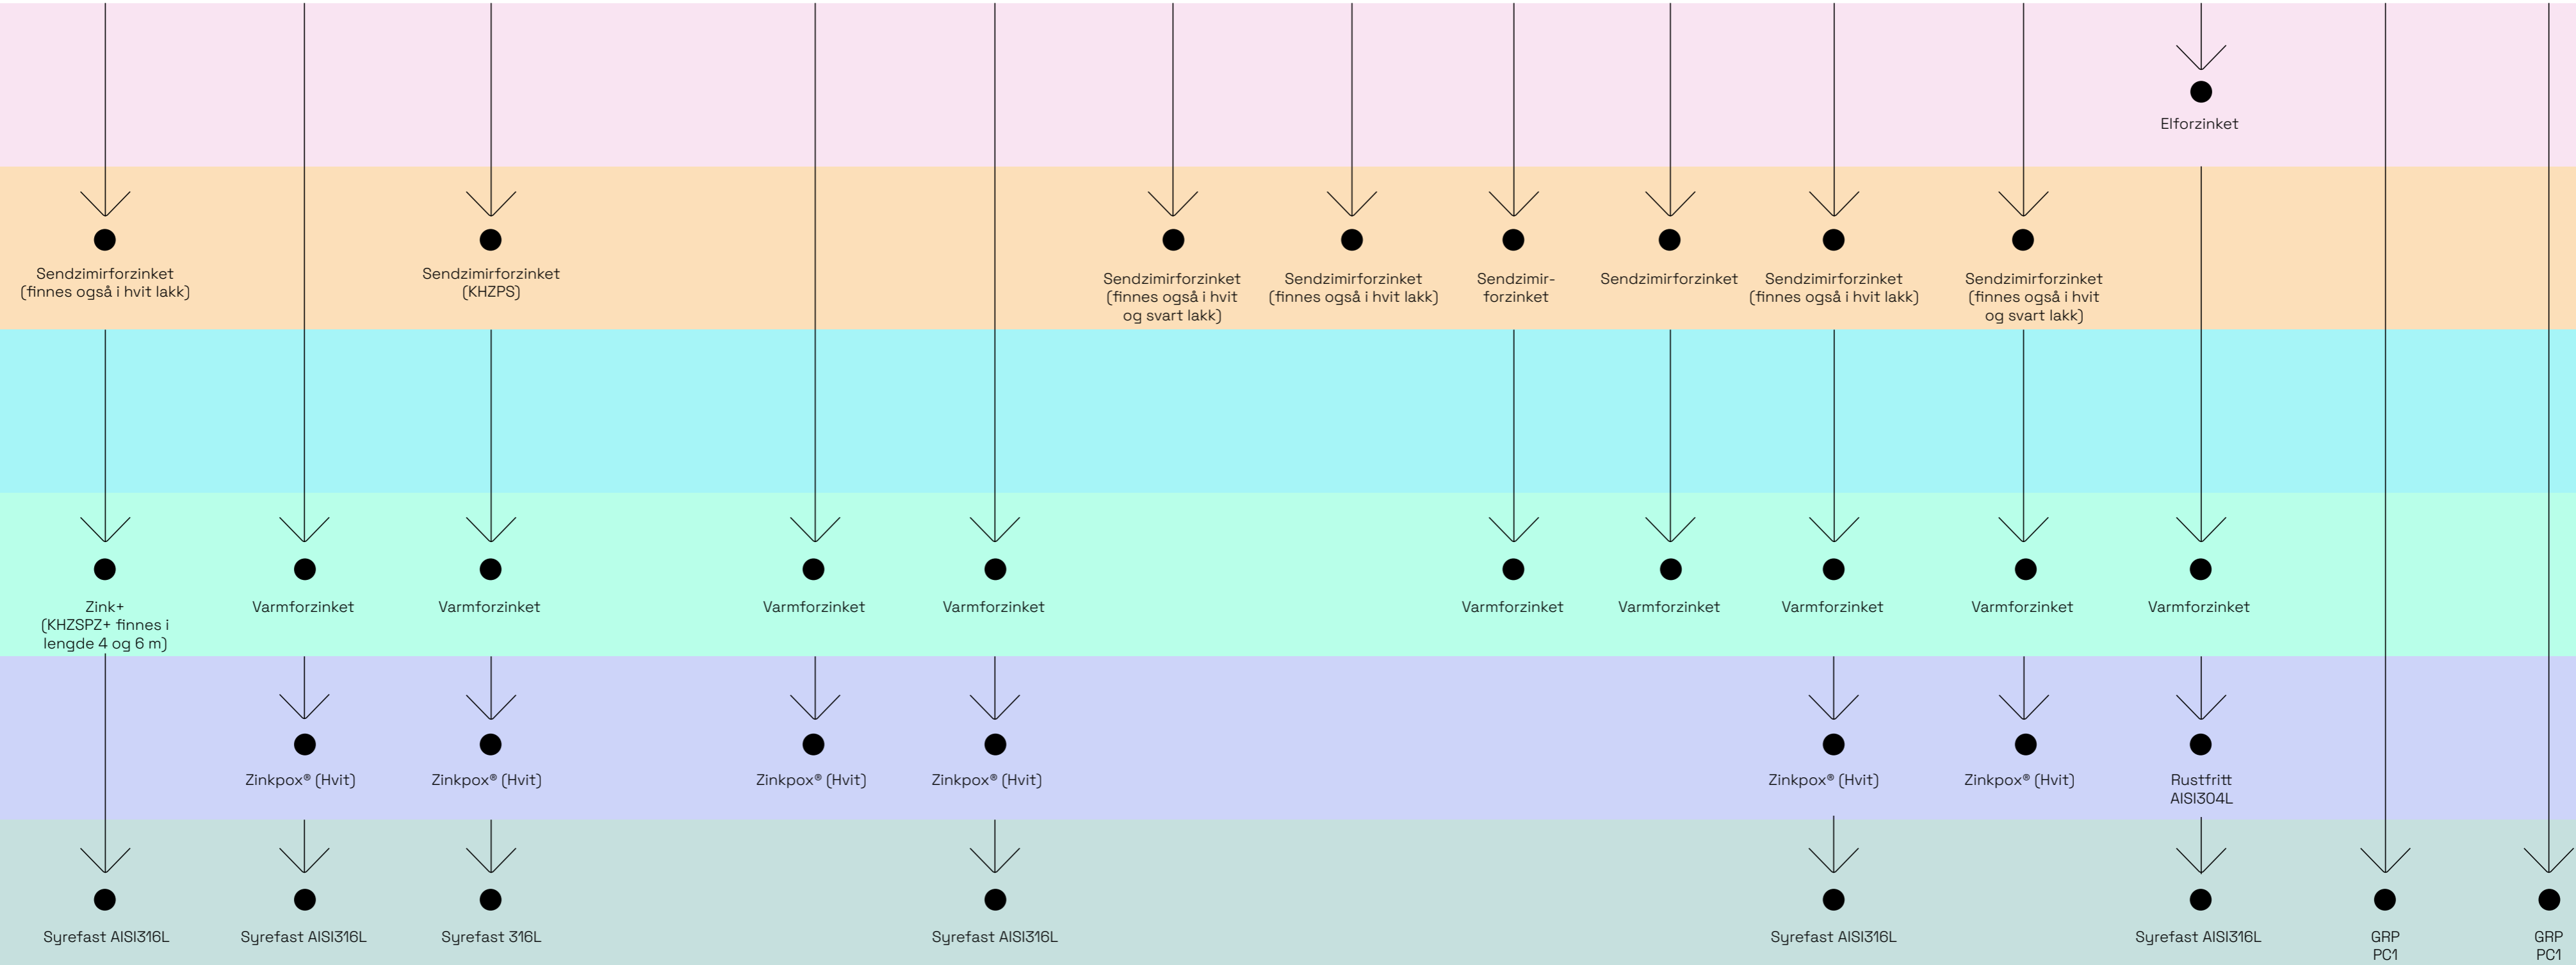 Elforzinket
Sendzimirforzinket
(finnes også i hvit lakk)
Sendzimirforzinket
(KHZPS)
Sendzimirforzinket
(finnes også i hvit
og svart lakk)
Sendzimirforzinket
(finnes også i hvit lakk)
Sendzimir-
forzinket
Sendzimirforzinket
Sendzimirforzinket
(finnes også i hvit lakk)
Sendzimirforzinket
(finnes også i hvit
og svart lakk)
Zink+
(KHZSPZ+ finnes i
lengde 4 og 6 m)
Varmforzinket
Varmforzinket
Varmforzinket
Varmforzinket
Varmforzinket
Varmforzinket
Varmforzinket
Varmforzinket
Varmforzinket
Zinkpox® (Hvit)
Zinkpox® (Hvit)
Zinkpox® (Hvit)
Zinkpox® (Hvit)
Zinkpox® (Hvit)
Zinkpox® (Hvit)
Rustfritt
AISI304L
Syrefast AISI316L
Syrefast AISI316L
Syrefast 316L
Syrefast AISI316L
Syrefast AISI316L
Syrefast AISI316L
GRP
PC1
GRP
PC1